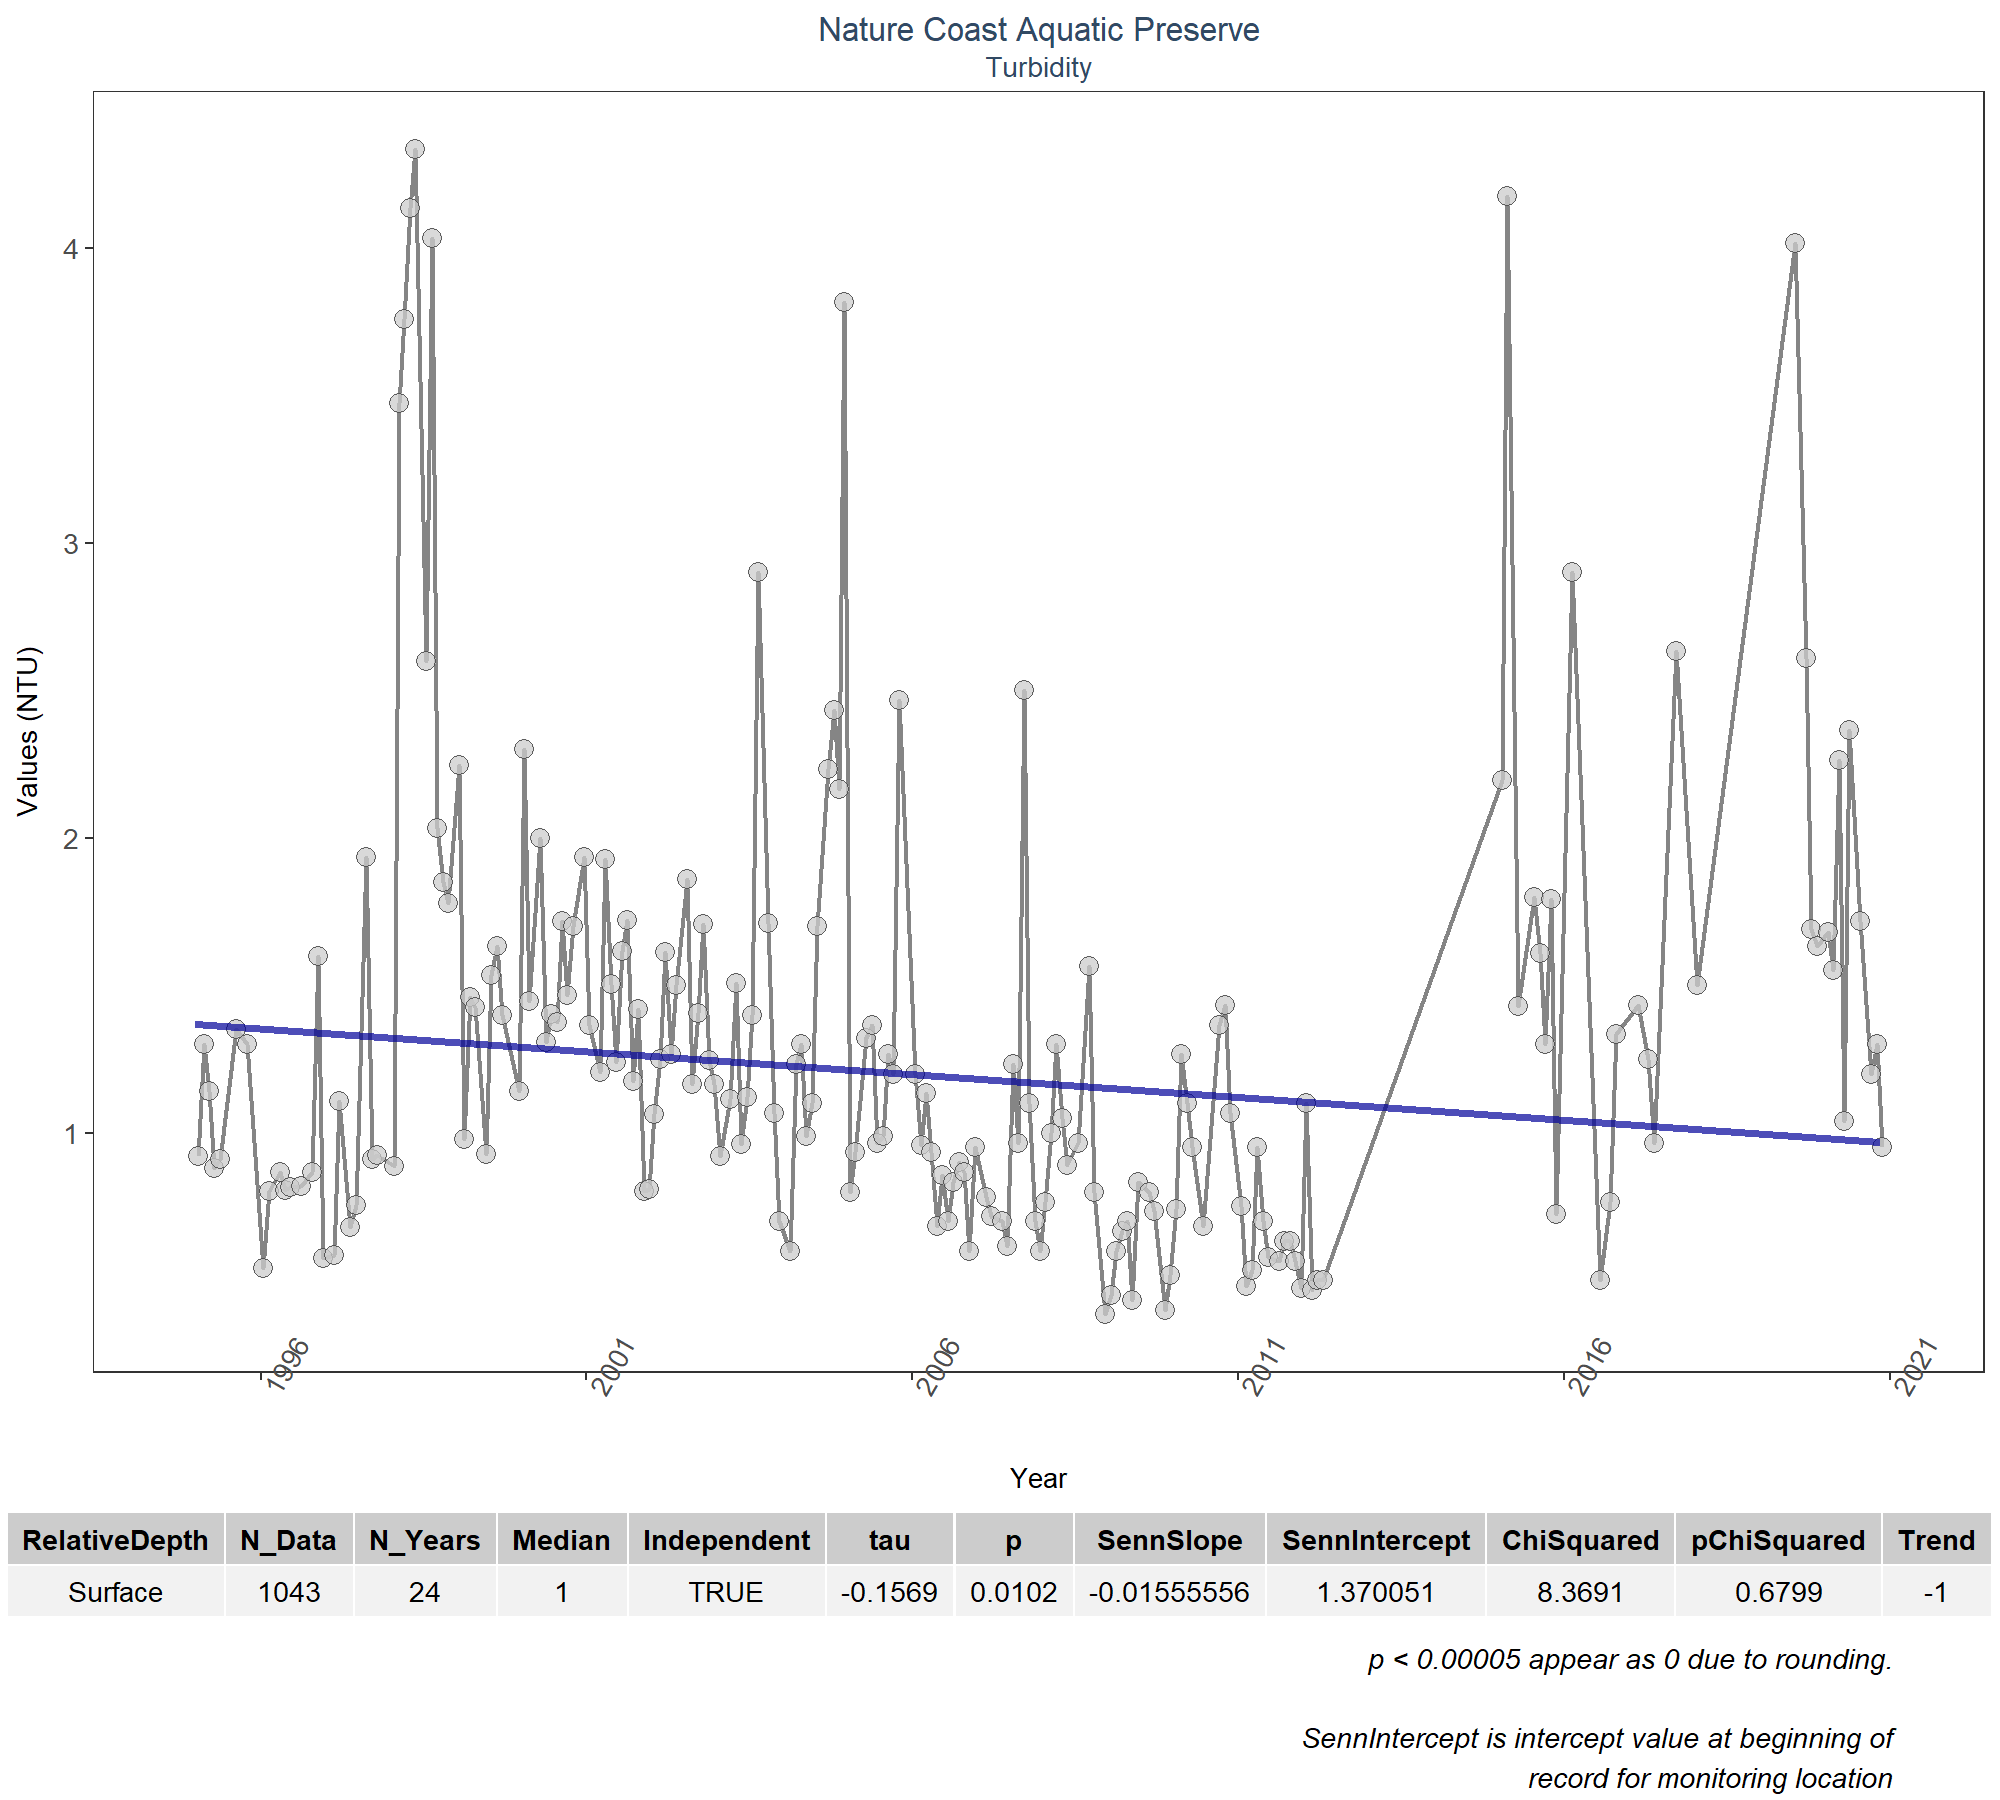 Nature Coast Aquatic Preserve
Turbidity
Values (NTU)
4
3
2
1
1996
2001
2006
2011
2016
2021
Year
RelativeDepth N_Data N_Years Median Independent tau p SennSlope SennIntercept ChiSquared pChiSquared Trend
Surface 1043 24 1 TRUE -0.1569 0.0102 -0.01555556 1.370051 8.3691 0.6799 -1
p < 0.00005 appear as 0 due to rounding.
SennIntercept is intercept value at beginning of
record for monitoring location